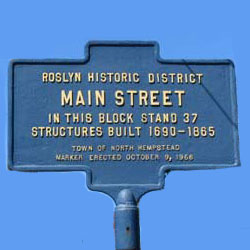 ROSLYN HISTORIC DISTRICT
MAIN STREET
IN THIS BLOCK STAND 37
STRUCTURES BUILT 1690-1865
TOWN OF NORTH HEMPSTEAD
MARKER ERECTED OCTOBER 9, 1966